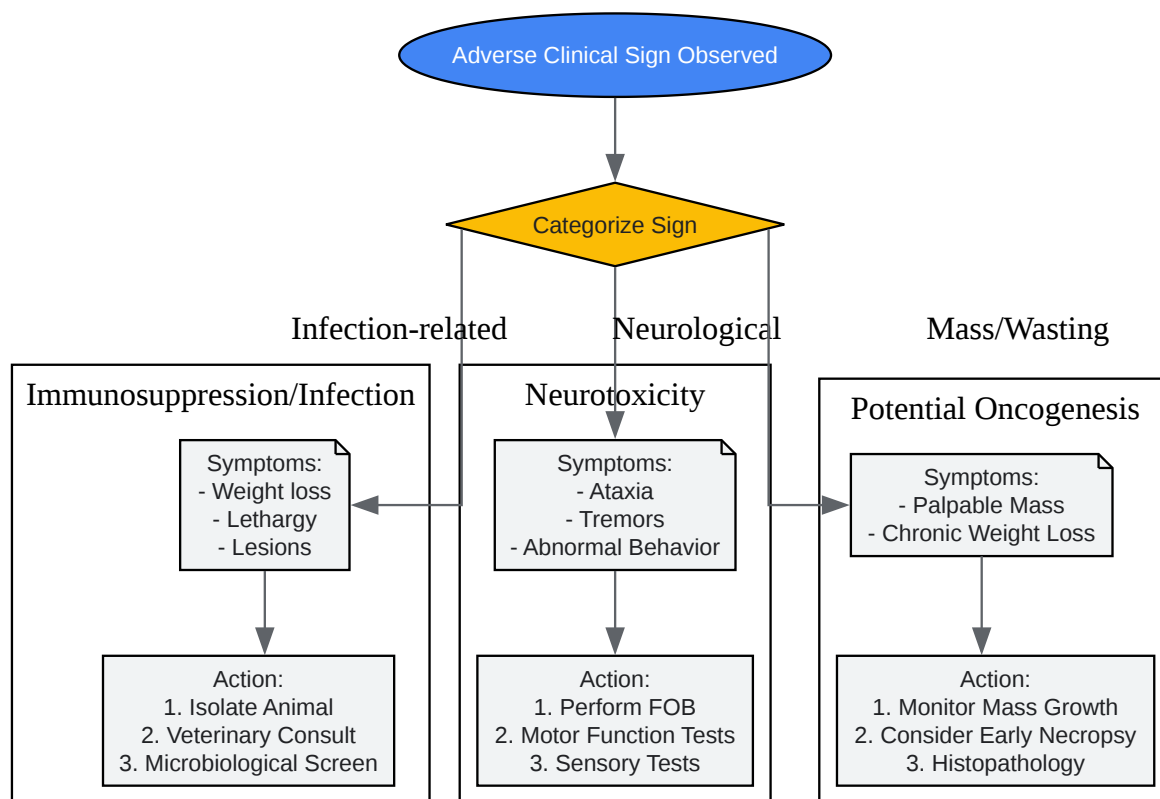 Adverse Clinical Sign Observed
Categorize Sign
Infection-related
Neurological
Mass/Wasting
Immunosuppression/Infection
Symptoms:
- Weight loss
- Lethargy
- Lesions
Action:
1. Isolate Animal
2. Veterinary Consult
3. Microbiological Screen
Neurotoxicity
Symptoms:
- Ataxia
- Tremors
- Abnormal Behavior
Action:
1. Perform FOB
2. Motor Function Tests
3. Sensory Tests
Potential Oncogenesis
Symptoms:
- Palpable Mass
- Chronic Weight Loss
Action:
1. Monitor Mass Growth
2. Consider Early Necropsy
3. Histopathology